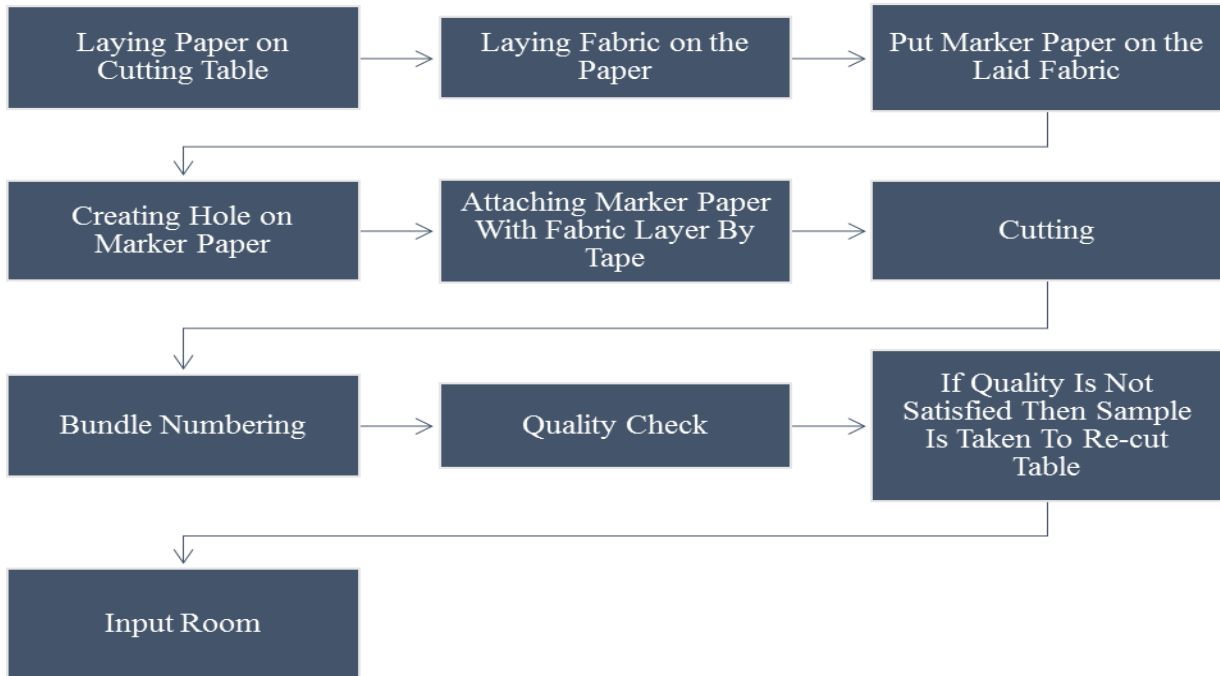 Laying Paper on
Cutting Table
Laying Fabric on the
Paper
Put Marker Paper on the
Laid Fabric
Creating Hole on
Marker Paper
Attaching Marker Paper
With Fabric Layer By
Tape
Cutting
Bundle Numbering
Quality Check
If Quality Is Not
Satisfied Then Sample
Is Taken To Re-cut
Table
Input Room